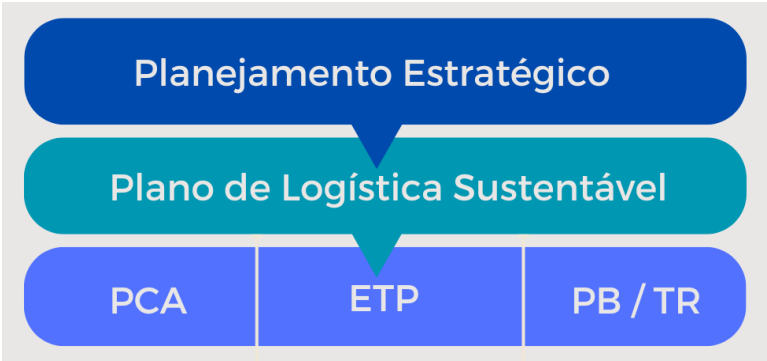 Planejamento Estratégico
Plano de Logística Sustentável
PCA ETP PB / TR